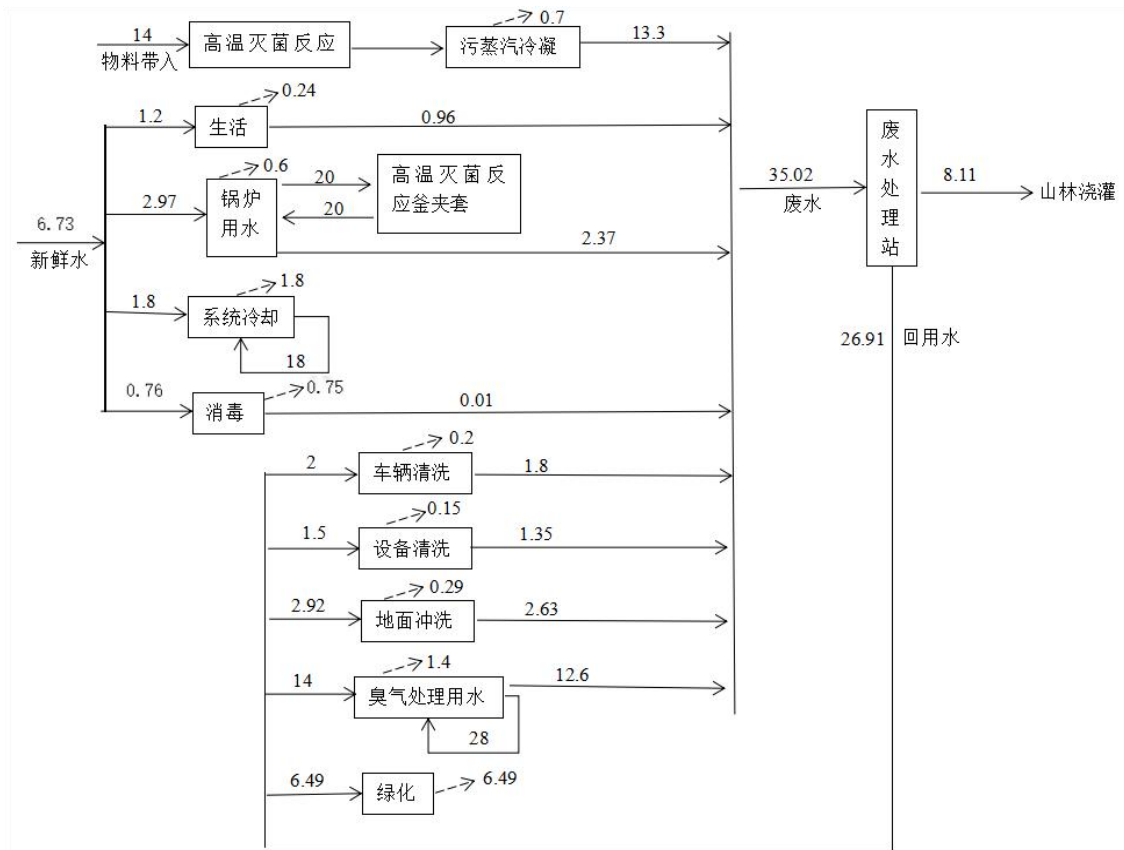 0.7
14
高温灭菌反应
污蒸汽冷凝
13.3
物料带入
0.24
1.2
生活
0.96
0.6
2.97
锅炉
用水
20
20
高温灭菌反
应釜夹套
2.37
6.73
新鲜水
1.8
1.8
系统冷却
18
0.76
消毒
0.75
0.01
35.02
废水
废水处理站
8.11
山林浇灌
26.91
回用水
0.2
2
车辆清洗
1.8
0.15
1.5
设备清洗
1.35
0.29
2.92
地面冲洗
2.63
1.4
14
臭气处理用水
12.6
28
6.49
绿化
6.49